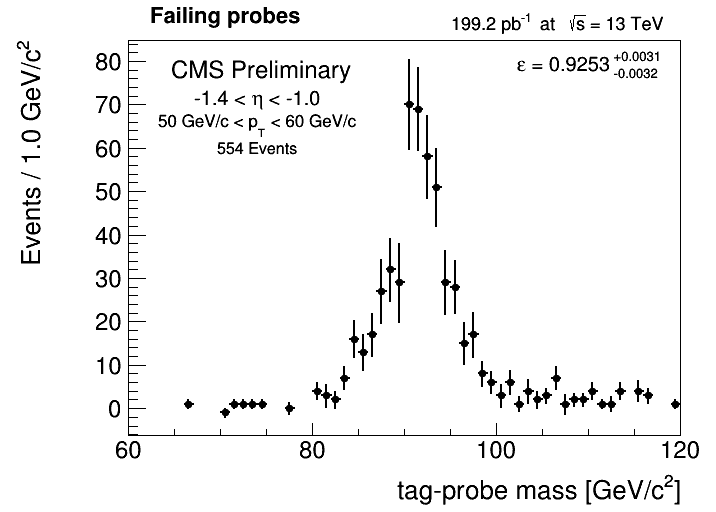 Failing probes
199.2 pb⁻¹ at √s = 13 TeV
CMS Preliminary
-1.4 < η < -1.0
50 GeV/c < p_T < 60 GeV/c
554 Events
ε = 0.9253 +0.0031 -0.0032
Events / 1.0 GeV/c²
80
70
60
50
40
30
20
10
0
60 80 100 120
tag-probe mass [GeV/c²]